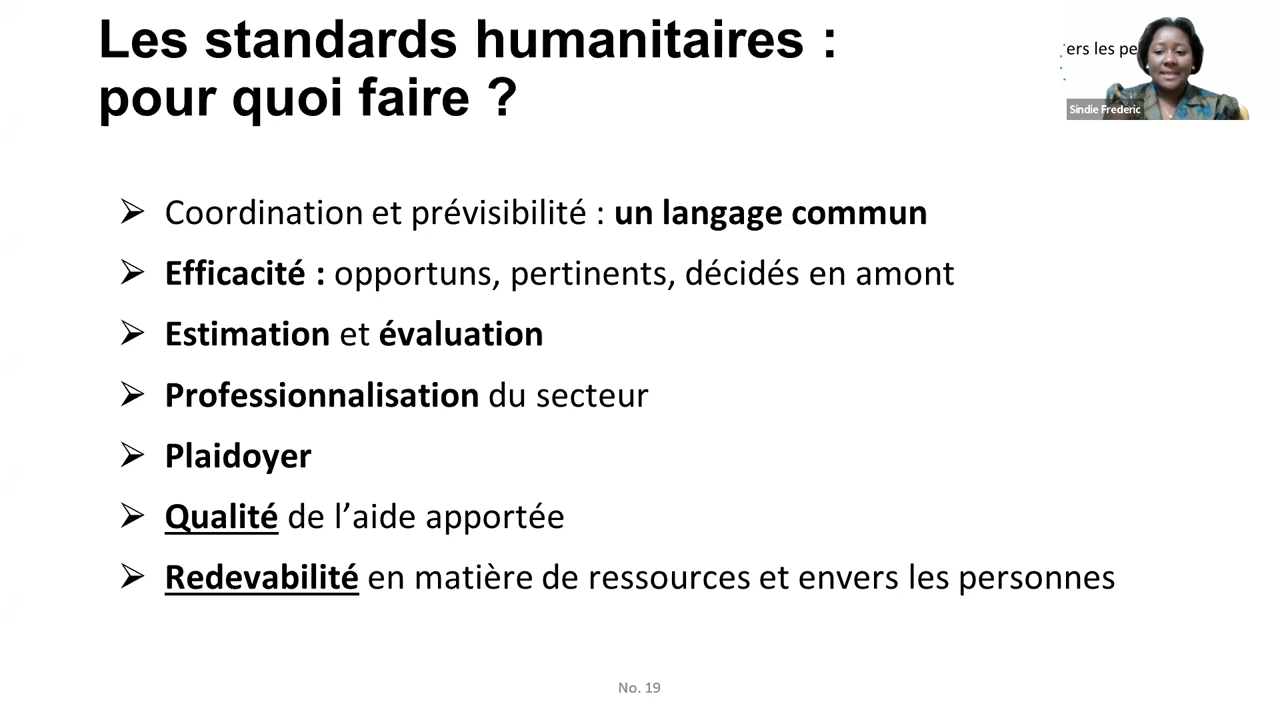 Les standards humanitaires :
pour quoi faire ?
ers les pe
Sindie Frederic
➢ Coordination et prévisibilité : un langage commun
➢ Efficacité : opportuns, pertinents, décidés en amont
➢ Estimation et évaluation
➢ Professionnalisation du secteur
➢ Plaidoyer
➢ Qualité de l’aide apportée
➢ Redevabilité en matière de ressources et envers les personnes
No. 19